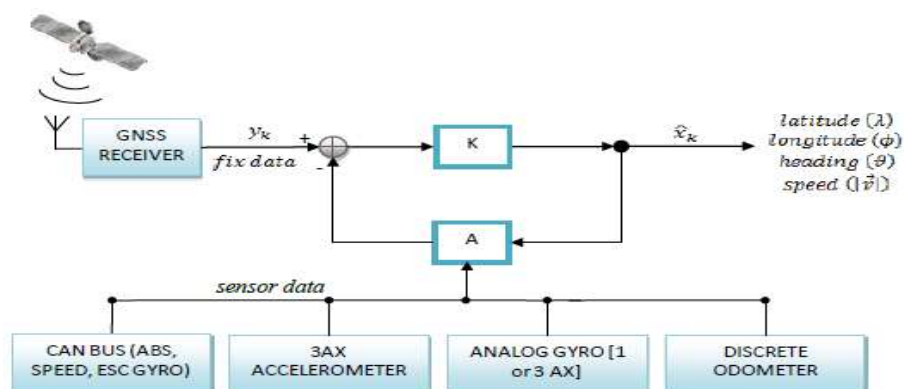 GNSS
RECEIVER
y_k
fix data
+
-
K
x̂_k
latitude (λ)
longitude (ϕ)
heading (ϑ)
speed (|v⃗|)
A
sensor data
CAN BUS (ABS,
SPEED, ESC GYRO)
3AX
ACCELEROMETER
ANALOG GYRO [1
or 3 AX]
DISCRETE
ODOMETER